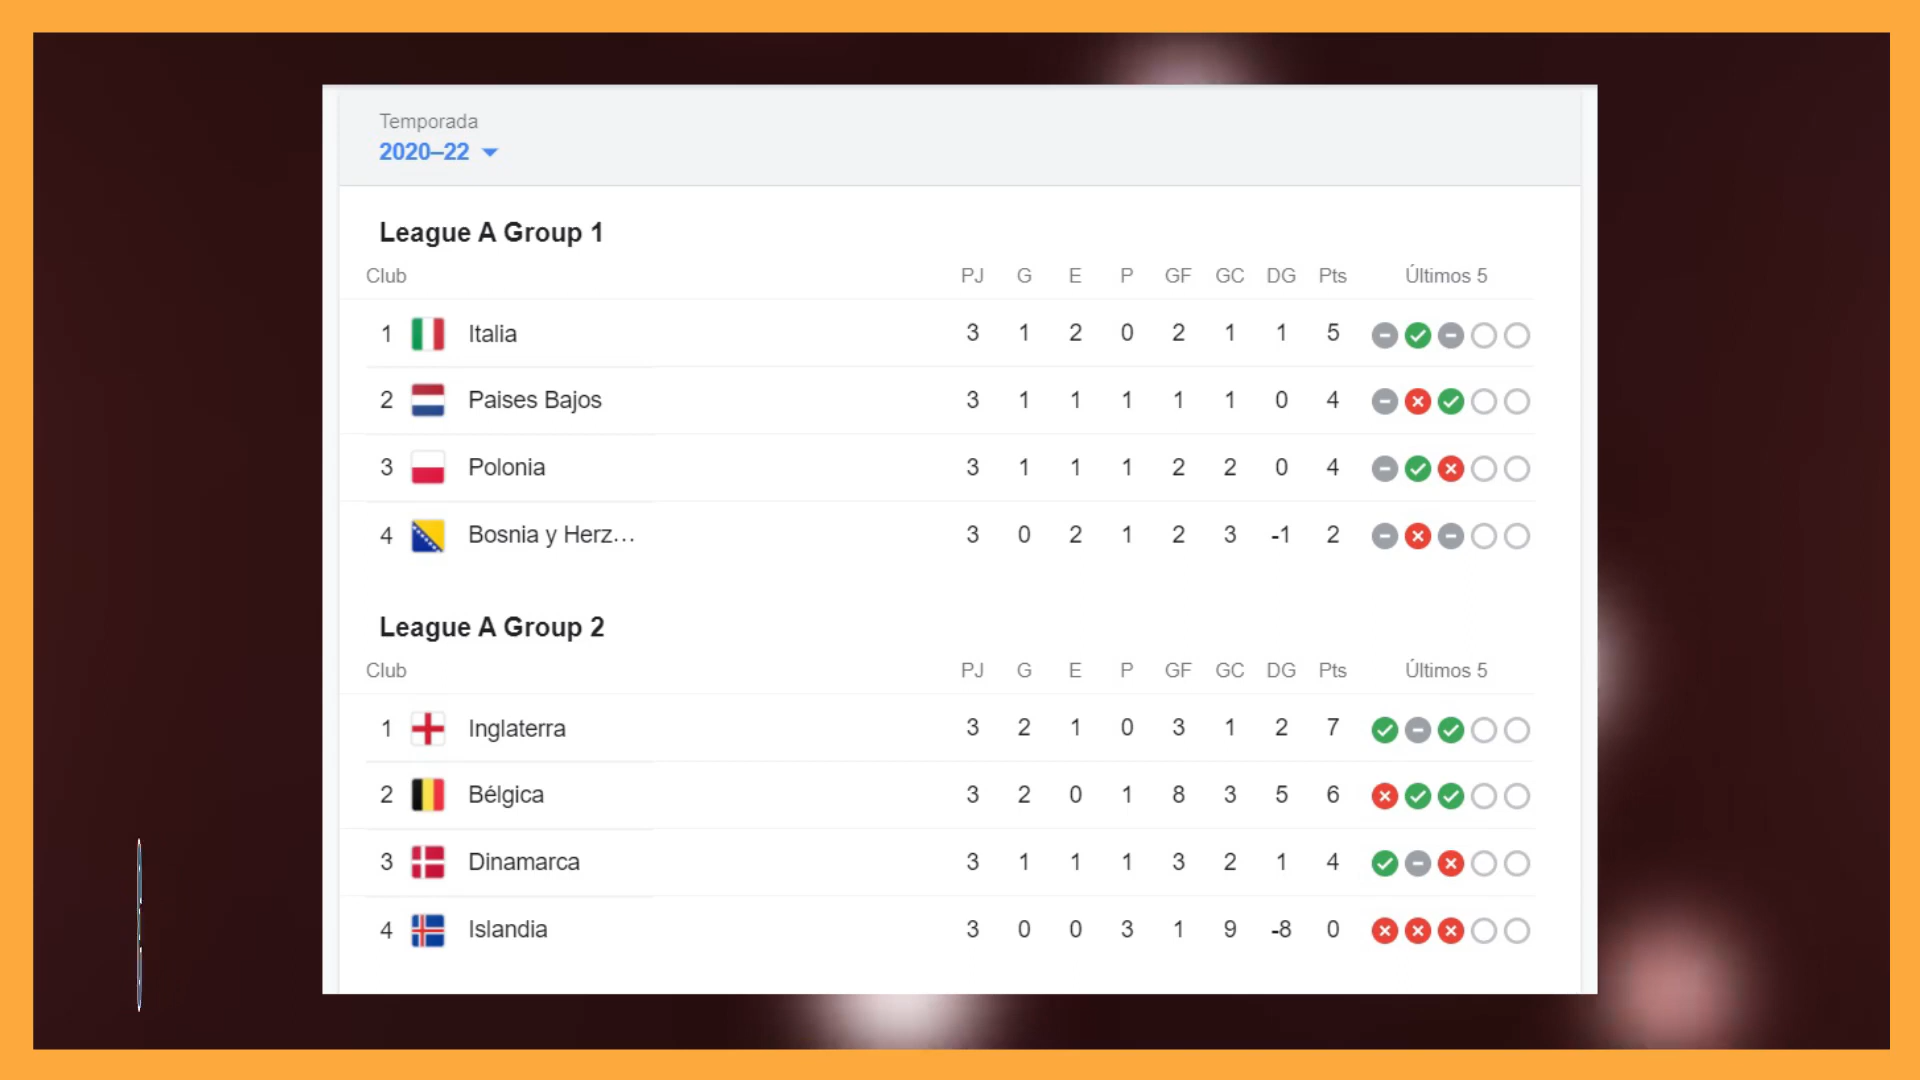 Temporada
2020–22
League A Group 1
Club PJ G E P GF GC DG Pts Últimos 5
1 Italia 3 1 2 0 2 1 1 5
2 Paises Bajos 3 1 1 1 1 1 0 4
3 Polonia 3 1 1 1 2 2 0 4
4 Bosnia y Herz... 3 0 2 1 2 3 -1 2
League A Group 2
Club PJ G E P GF GC DG Pts Últimos 5
1 Inglaterra 3 2 1 0 3 1 2 7
2 Bélgica 3 2 0 1 8 3 5 6
3 Dinamarca 3 1 1 1 3 2 1 4
4 Islandia 3 0 0 3 1 9 -8 0